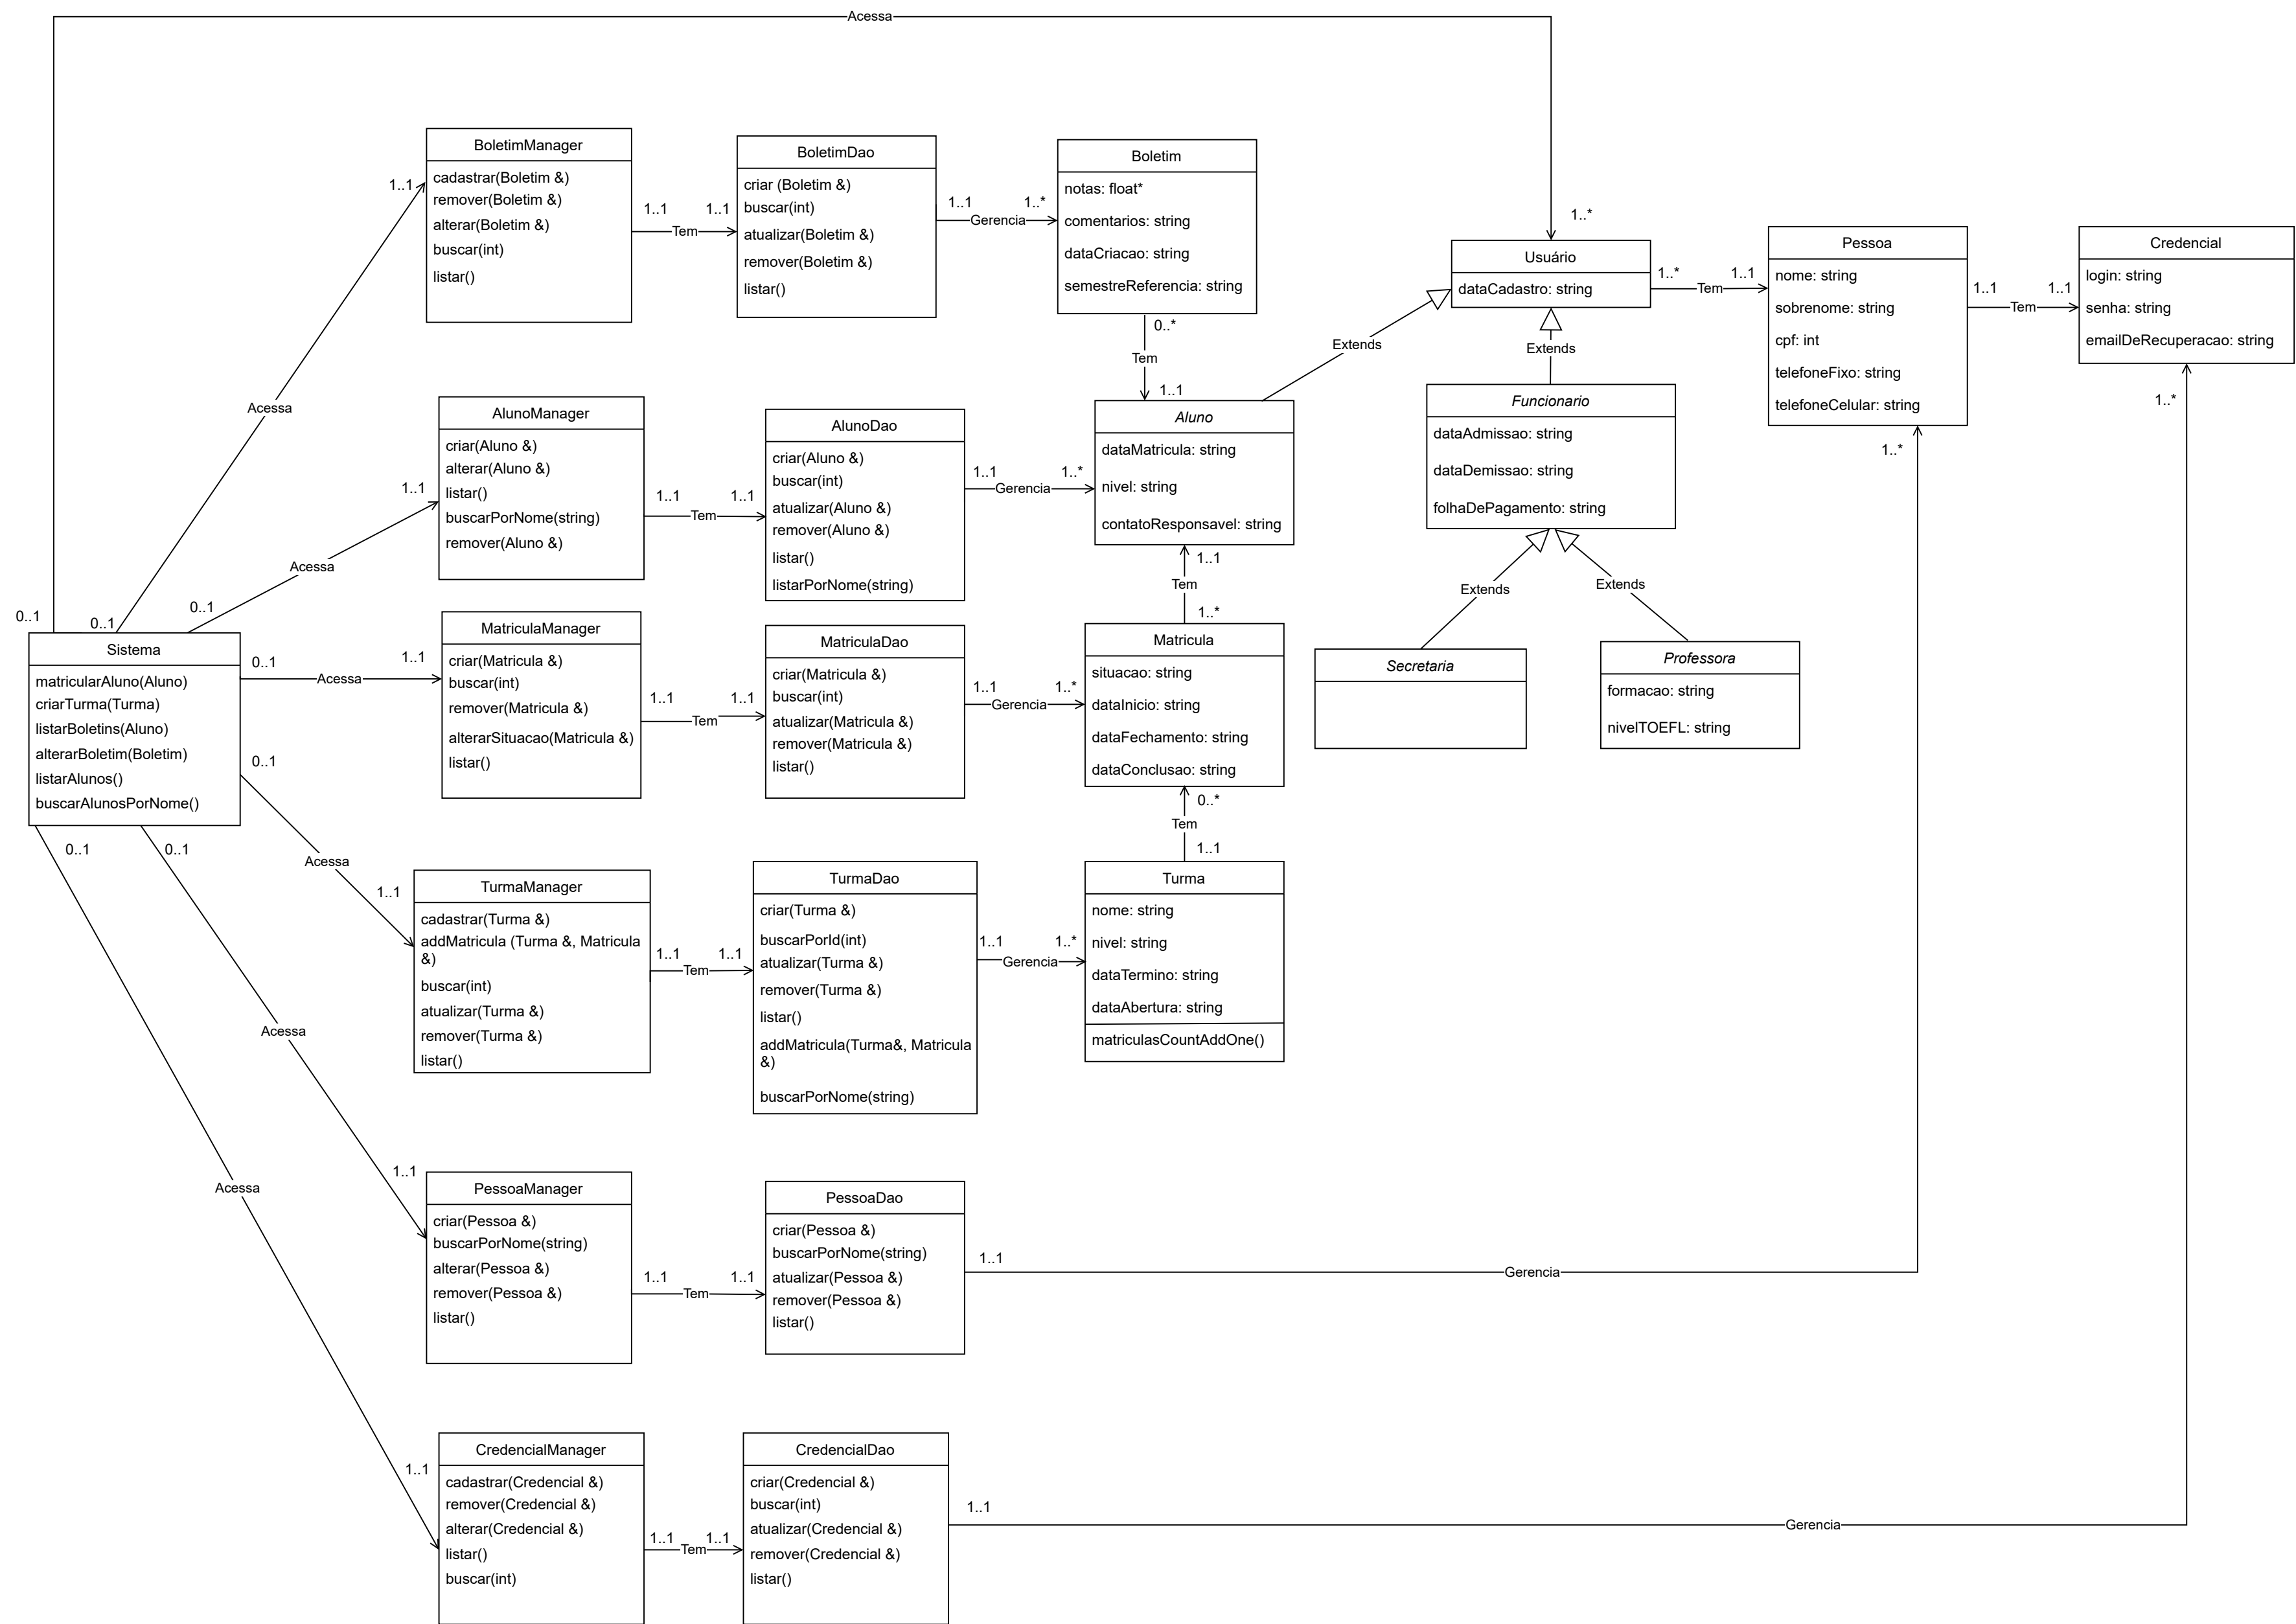 Acessa
BoletimManager
cadastrar(Boletim &)
remover(Boletim &)
alterar(Boletim &)
buscar(int)
listar()
1..1
1..1
Tem
1..1
BoletimDao
criar (Boletim &)
buscar(int)
atualizar(Boletim &)
remover(Boletim &)
listar()
1..1
Gerencia
1..*
Boletim
notas: float*
comentarios: string
dataCriacao: string
semestreReferencia: string
0..*
Tem
1..1
1..*
Usuário
dataCadastro: string
1..*
Tem
1..1
Pessoa
nome: string
sobrenome: string
cpf: int
telefoneFixo: string
telefoneCelular: string
1..*
1..1
Tem
1..1
Credencial
login: string
senha: string
emailDeRecuperacao: string
1..*
Extends
Extends
Funcionario
dataAdmissao: string
dataDemissao: string
folhaDePagamento: string
Extends
Extends
Secretaria
Professora
formacao: string
nivelTOEFL: string
Acessa
AlunoManager
criar(Aluno &)
alterar(Aluno &)
listar()
buscarPorNome(string)
remover(Aluno &)
1..1
Acessa
1..1
Tem
1..1
AlunoDao
criar(Aluno &)
buscar(int)
atualizar(Aluno &)
remover(Aluno &)
listar()
listarPorNome(string)
1..1
Gerencia
1..*
Aluno
dataMatricula: string
nivel: string
contatoResponsavel: string
1..1
Tem
1..*
0..1
0..1
0..1
Sistema
matricularAluno(Aluno)
criarTurma(Turma)
listarBoletins(Aluno)
alterarBoletim(Boletim)
listarAlunos()
buscarAlunosPorNome()
0..1
Acessa
1..1
MatriculaManager
criar(Matricula &)
buscar(int)
remover(Matricula &)
alterarSituacao(Matricula &)
listar()
1..1
Tem
1..1
MatriculaDao
criar(Matricula &)
buscar(int)
atualizar(Matricula &)
remover(Matricula &)
listar()
1..1
Gerencia
1..*
Matricula
situacao: string
dataInicio: string
dataFechamento: string
dataConclusao: string
0..*
Tem
1..1
0..1
0..1
0..1
Acessa
1..1
TurmaManager
cadastrar(Turma &)
addMatricula (Turma &, Matricula
&)
buscar(int)
atualizar(Turma &)
remover(Turma &)
listar()
1..1
Tem
1..1
TurmaDao
criar(Turma &)
buscarPorId(int)
atualizar(Turma &)
remover(Turma &)
listar()
addMatricula(Turma&, Matricula
&)
buscarPorNome(string)
1..1
Gerencia
1..*
Turma
nome: string
nivel: string
dataTermino: string
dataAbertura: string
matriculasCountAddOne()
Acessa
1..1
PessoaManager
criar(Pessoa &)
buscarPorNome(string)
alterar(Pessoa &)
remover(Pessoa &)
listar()
1..1
Tem
1..1
PessoaDao
criar(Pessoa &)
buscarPorNome(string)
atualizar(Pessoa &)
remover(Pessoa &)
listar()
1..1
Gerencia
Acessa
1..1
CredencialManager
cadastrar(Credencial &)
remover(Credencial &)
alterar(Credencial &)
listar()
buscar(int)
1..1
Tem
1..1
CredencialDao
criar(Credencial &)
buscar(int)
atualizar(Credencial &)
remover(Credencial &)
listar()
1..1
Gerencia